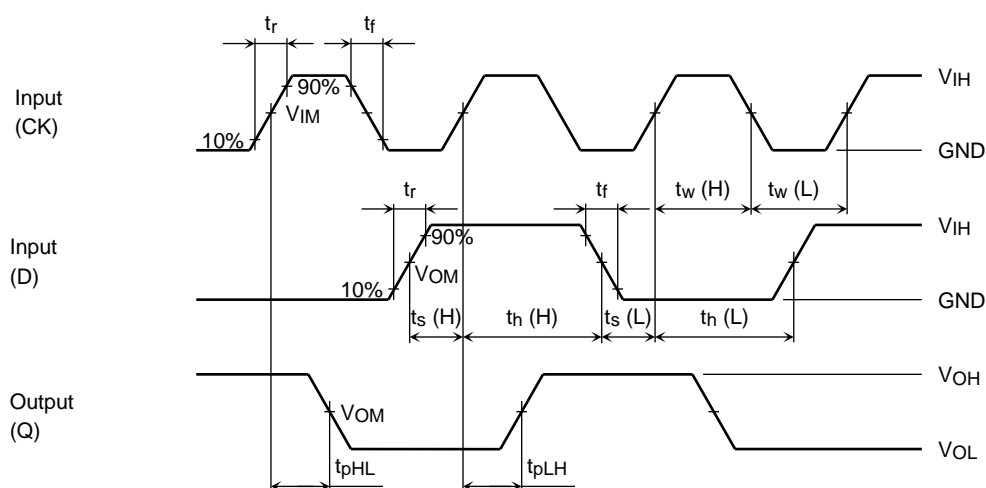 tr tf
Input
(CK)
90%
VIM
10%
VIH
GND
tr tf tw (H) tw (L)
Input
(D)
90%
VOM
10%
VIH
GND
ts (H) th (H) ts (L) th (L)
Output
(Q)
VOM
VOH
VOL
tpHL tpLH